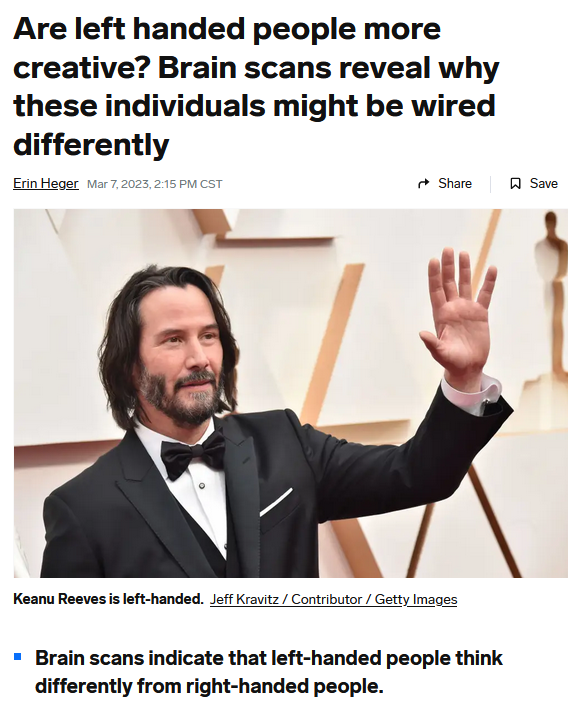 Are left handed people more
creative? Brain scans reveal why
these individuals might be wired
differently
Erin Heger Mar 7, 2023, 2:15 PM CST Share Save
Keanu Reeves is left-handed. Jeff Kravitz / Contributor / Getty Images
Brain scans indicate that left-handed people think
differently from right-handed people.